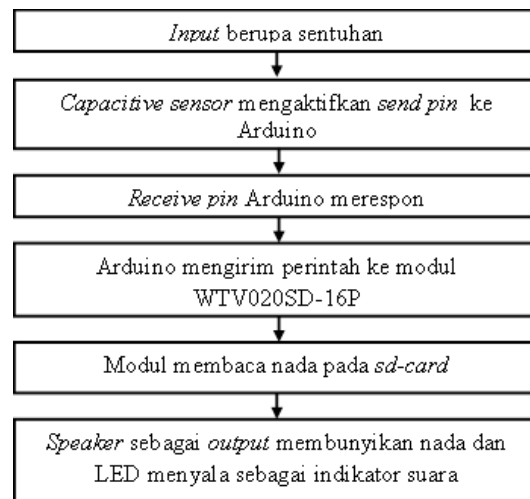 Input berupa sentuhan
Capacitive sensor mengaktifkan send pin ke
Arduino
Receive pin Arduino merespon
Arduino mengirim perintah ke modul
WTV020SD-16P
Modul membaca nada pada sd-card
Speaker sebagai output membunyikan nada dan
LED menyala sebagai indikator suara